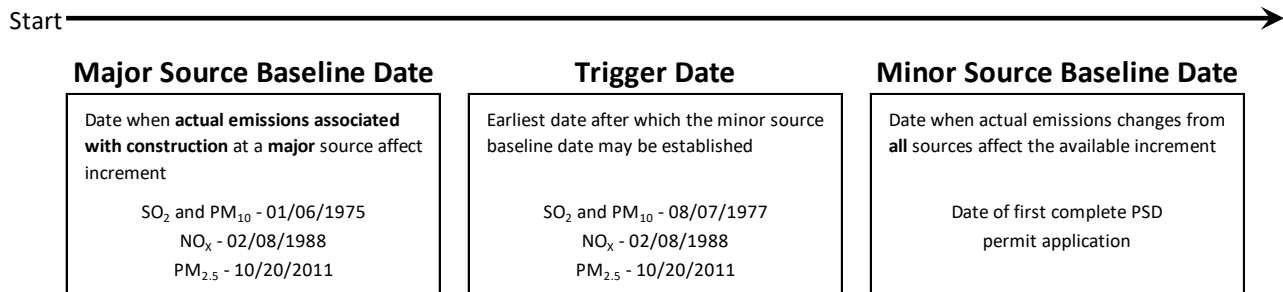 Start
Major Source Baseline Date
Date when actual emissions associated
with construction at a major source affect
increment
SO₂ and PM₁₀ - 01/06/1975
NOₓ - 02/08/1988
PM₂.₅ - 10/20/2011
Trigger Date
Earliest date after which the minor source
baseline date may be established
SO₂ and PM₁₀ - 08/07/1977
NOₓ - 02/08/1988
PM₂.₅ - 10/20/2011
Minor Source Baseline Date
Date when actual emissions changes from
all sources affect the available increment
Date of first complete PSD
permit application